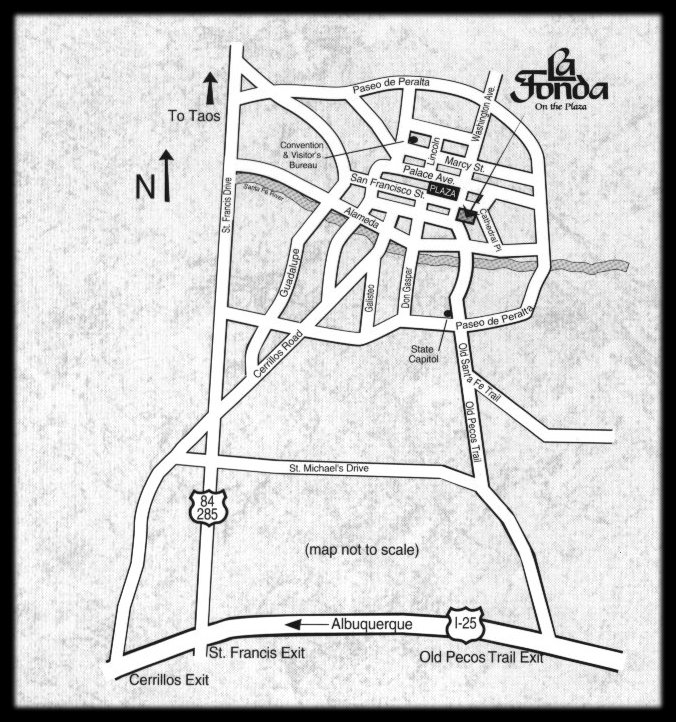 La
Fonda
On the Plaza
To Taos
N
Paseo de Peralta
Washington Ave.
Convention
& Visitor's
Bureau
Lincoln
Marcy St.
Palace Ave.
San Francisco St.
PLAZA
Cathedral Pl
St. Francis Drive
Santa Fe River
Alameda
Guadalupe
Galisteo
Don Gaspar
Paseo de Peralta
State
Capitol
Cerrillos Road
Old Santa Fe Trail
Old Pecos Trail
St. Michael's Drive
84
285
(map not to scale)
Albuquerque
I-25
St. Francis Exit
Old Pecos Trail Exit
Cerrillos Exit